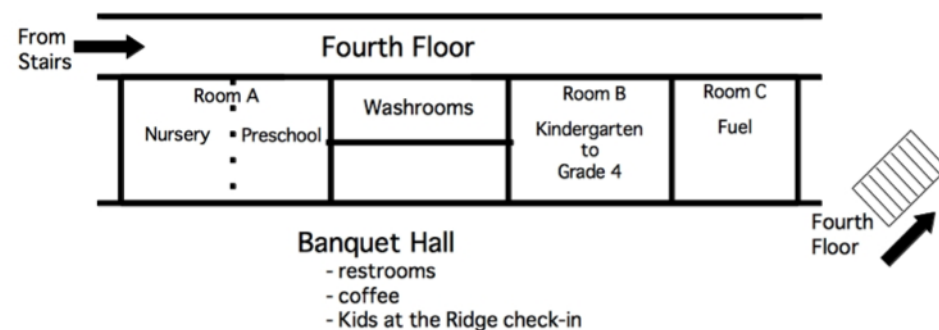 From
Stairs
Fourth Floor
Room A
Nursery
Preschool
Washrooms
Room B
Kindergarten
to
Grade 4
Room C
Fuel
Fourth
Floor
Banquet Hall
- restrooms
- coffee
- Kids at the Ridge check-in